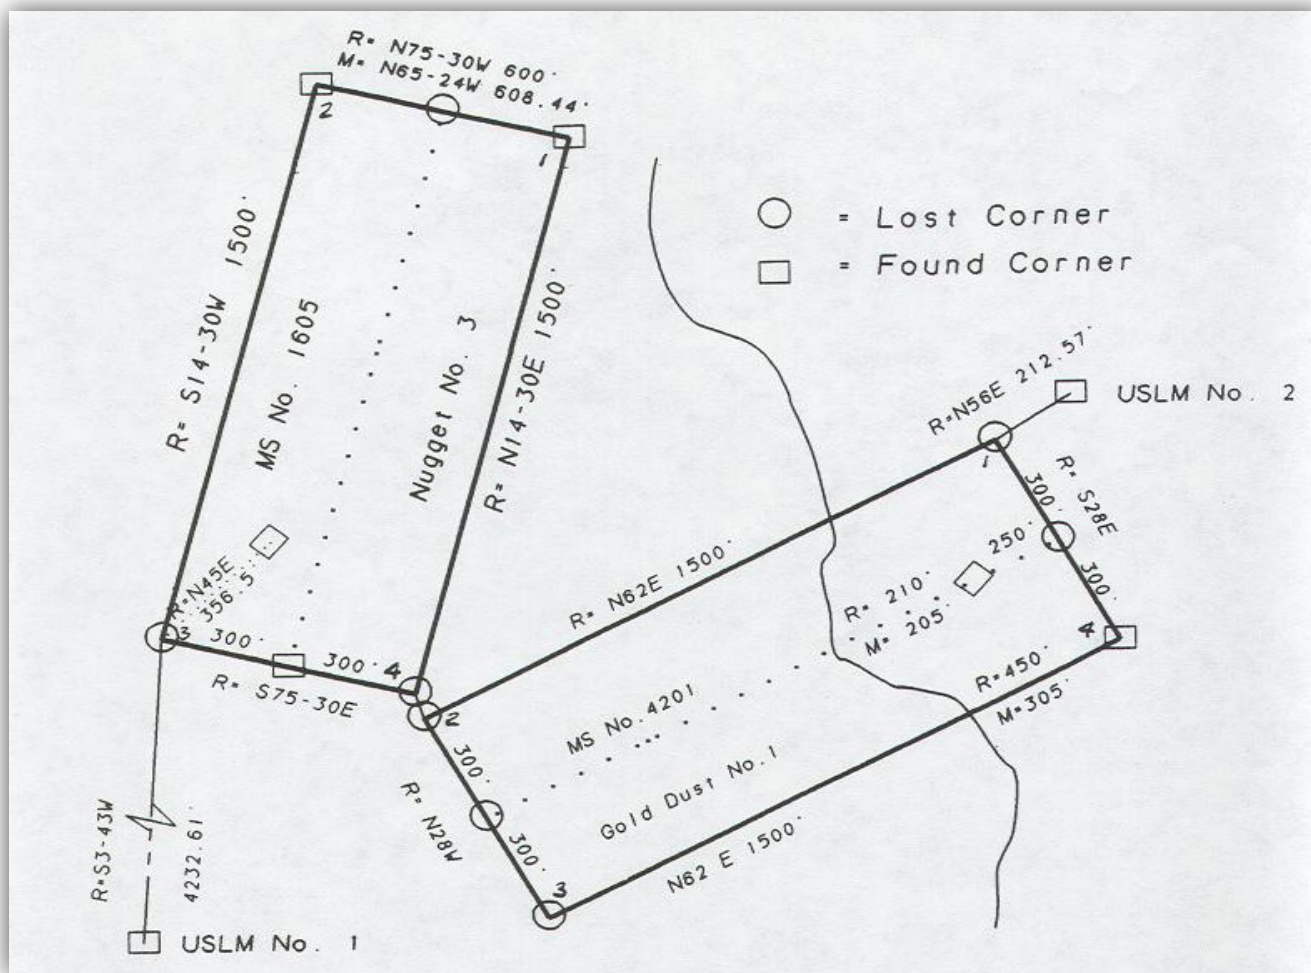 R= N75-30W 600'
M= N65-24W 608.44'
2
1
R= S14-30W 1500'
MS No. 1605
Nugget No. 3
R= N14-30E 1500'
○ = Lost Corner
□ = Found Corner
R=N56E 212.57'
USLM No. 2
1
R= S28E
300'
300'
250'
R= 210'
M= 205'
4
R=450'
M=305'
R= N62E 1500'
R=N45E
356.5'
3
300'
300'
4
R= S75-30E
2
MS No.4201
Gold Dust No.1
300'
300'
R= N28W
3
N62 E 1500'
R=S3-43W
4232.61'
USLM No. 1